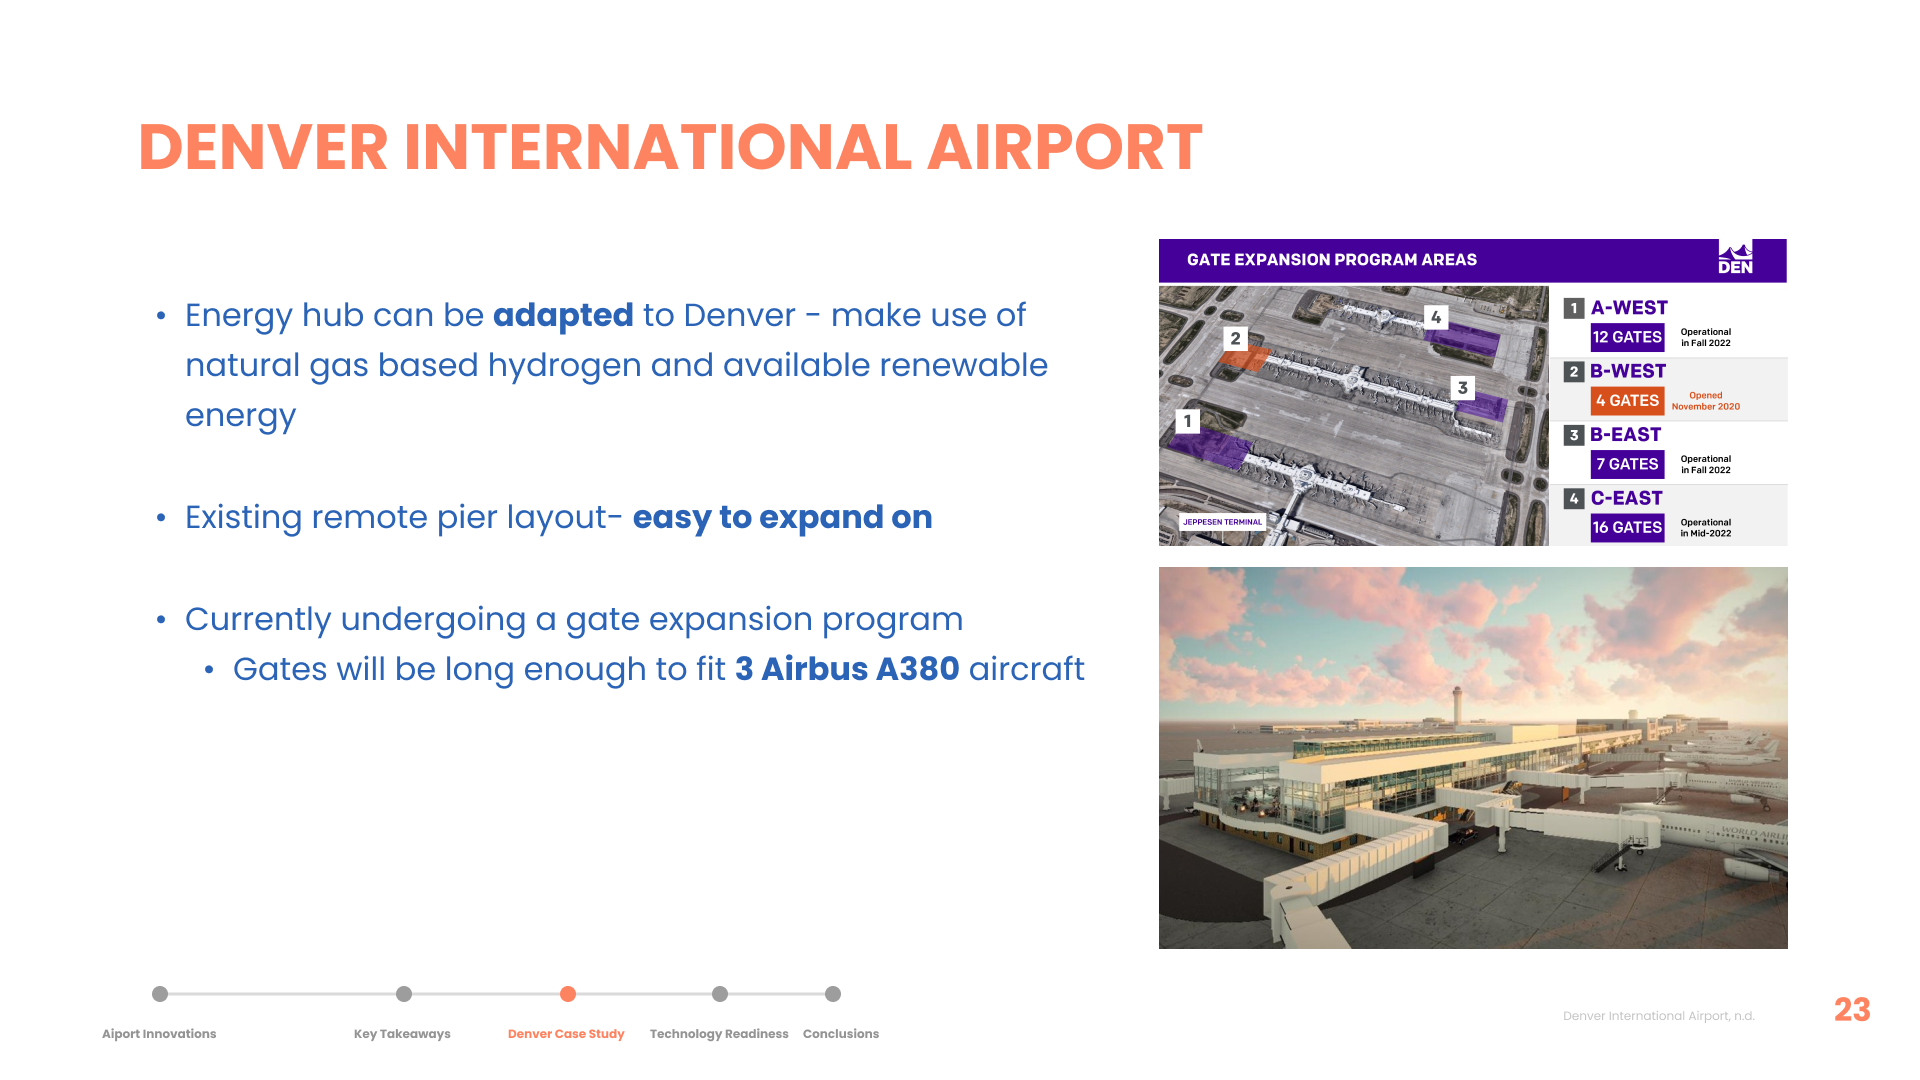 DENVER INTERNATIONAL AIRPORT
• Energy hub can be adapted to Denver - make use of
natural gas based hydrogen and available renewable
energy
• Existing remote pier layout- easy to expand on
• Currently undergoing a gate expansion program
• Gates will be long enough to fit 3 Airbus A380 aircraft
GATE EXPANSION PROGRAM AREAS
DEN
4
2
3
1
JEPPESEN TERMINAL
1 A-WEST
12 GATES
Operational
in Fall 2022
2 B-WEST
4 GATES
Opened
November 2020
3 B-EAST
7 GATES
Operational
in Fall 2022
4 C-EAST
16 GATES
Operational
in Mid-2022
WORLD AIRLI
Aiport Innovations
Key Takeaways
Denver Case Study
Technology Readiness
Conclusions
Denver International Airport, n.d.
23